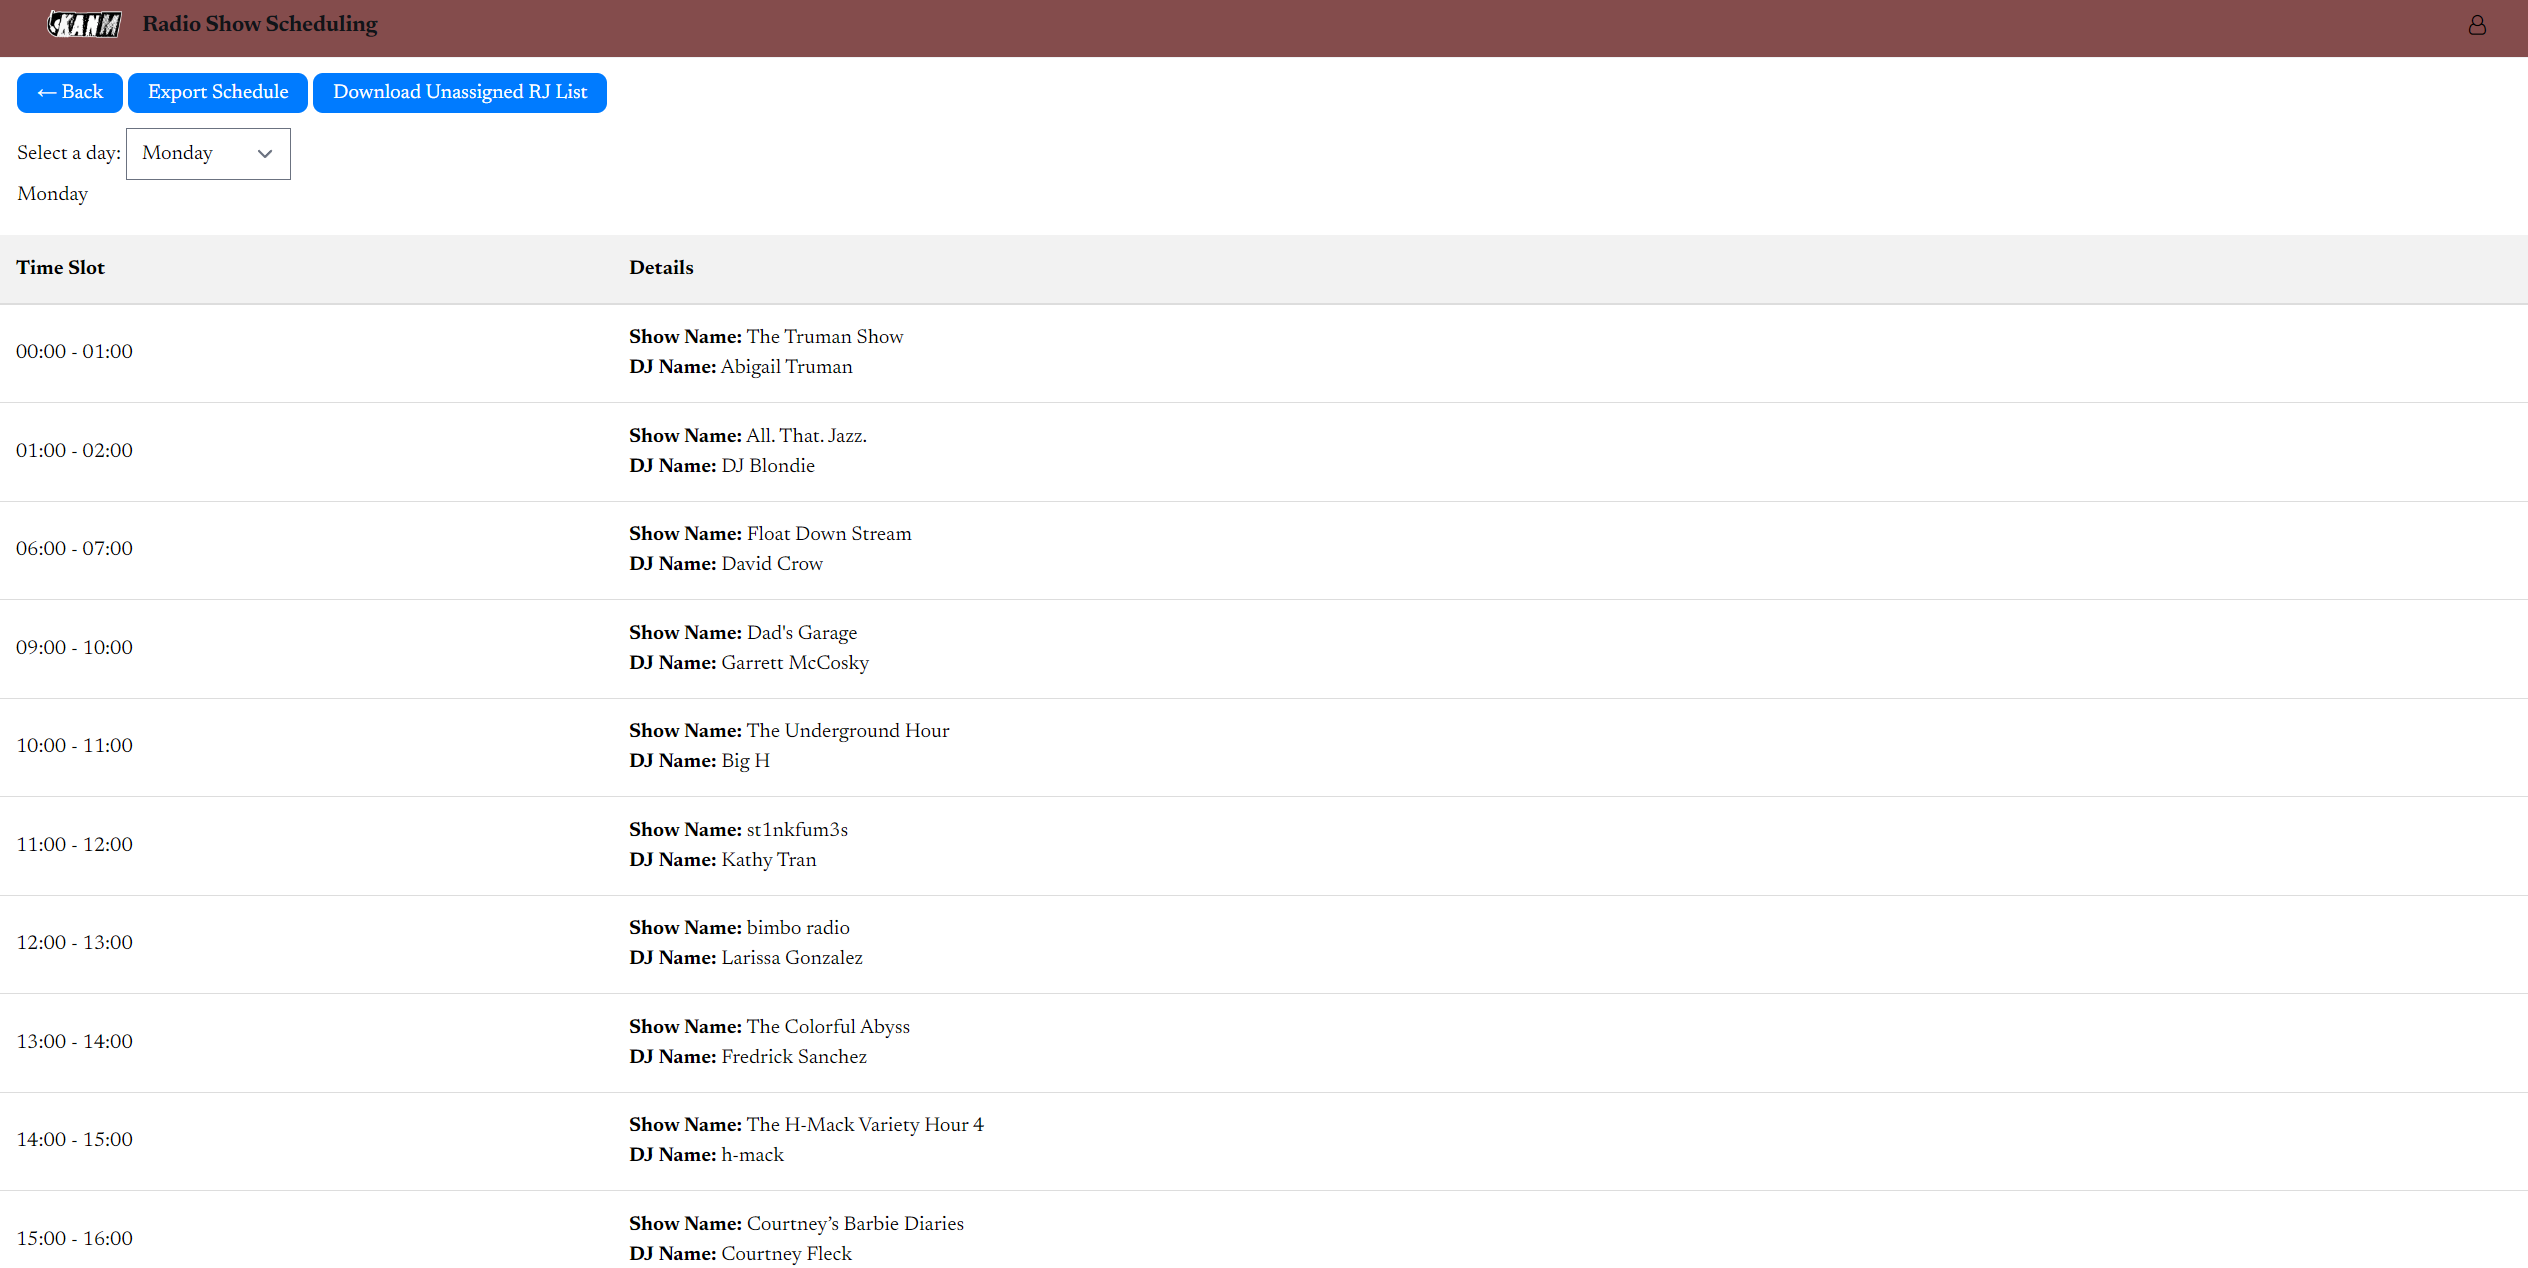 KANM Radio Show Scheduling
← Back Export Schedule Download Unassigned RJ List
Select a day: Monday
Monday
Time Slot Details
00:00 - 01:00 Show Name: The Truman Show
DJ Name: Abigail Truman
01:00 - 02:00 Show Name: All. That. Jazz.
DJ Name: DJ Blondie
06:00 - 07:00 Show Name: Float Down Stream
DJ Name: David Crow
09:00 - 10:00 Show Name: Dad's Garage
DJ Name: Garrett McCosky
10:00 - 11:00 Show Name: The Underground Hour
DJ Name: Big H
11:00 - 12:00 Show Name: st1nkfum3s
DJ Name: Kathy Tran
12:00 - 13:00 Show Name: bimbo radio
DJ Name: Larissa Gonzalez
13:00 - 14:00 Show Name: The Colorful Abyss
DJ Name: Fredrick Sanchez
14:00 - 15:00 Show Name: The H-Mack Variety Hour 4
DJ Name: h-mack
15:00 - 16:00 Show Name: Courtney’s Barbie Diaries
DJ Name: Courtney Fleck